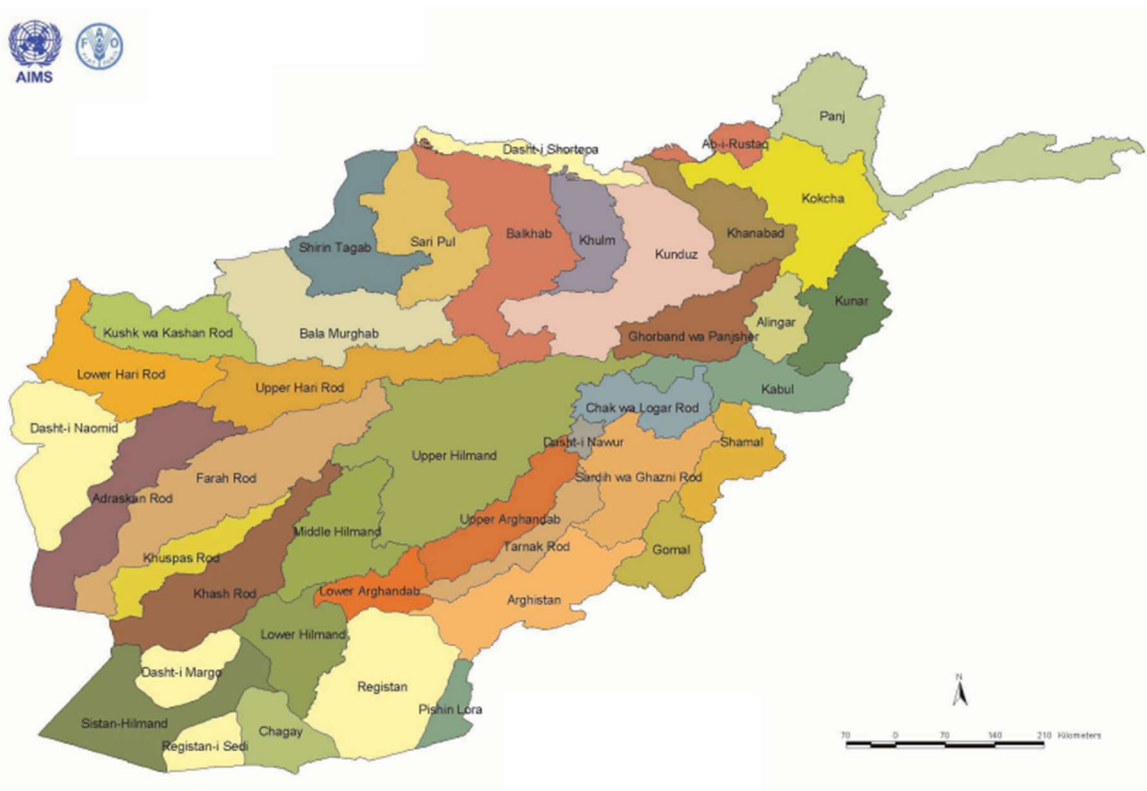 AIMS
F A O
FIAT PANIS
Panj
Ab-i-Rustaq
Dasht-i Shortepa
Kokcha
Khanabad
Shirin Tagab
Sari Pul
Balkhab
Khulm
Kunduz
Kunar
Alingar
Kushk wa Kashan Rod
Bala Murghab
Ghorband wa Panjsher
Lower Hari Rod
Upper Hari Rod
Kabul
Chak wa Logar Rod
Dasht-i Naomid
Dasht-i Nawur
Shamal
Upper Hilmand
Farah Rod
Sardih wa Ghazni Rod
Adraskan Rod
Upper Arghandab
Middle Hilmand
Tarnak Rod
Gomal
Khuspas Rod
Khash Rod
Lower Arghandab
Arghistan
Lower Hilmand
Dasht-i Margo
Registan
Pishin Lora
Sistan-Hilmand
Chagay
Registan-i Sedi
N
70 0 70 140 210 Kilometers